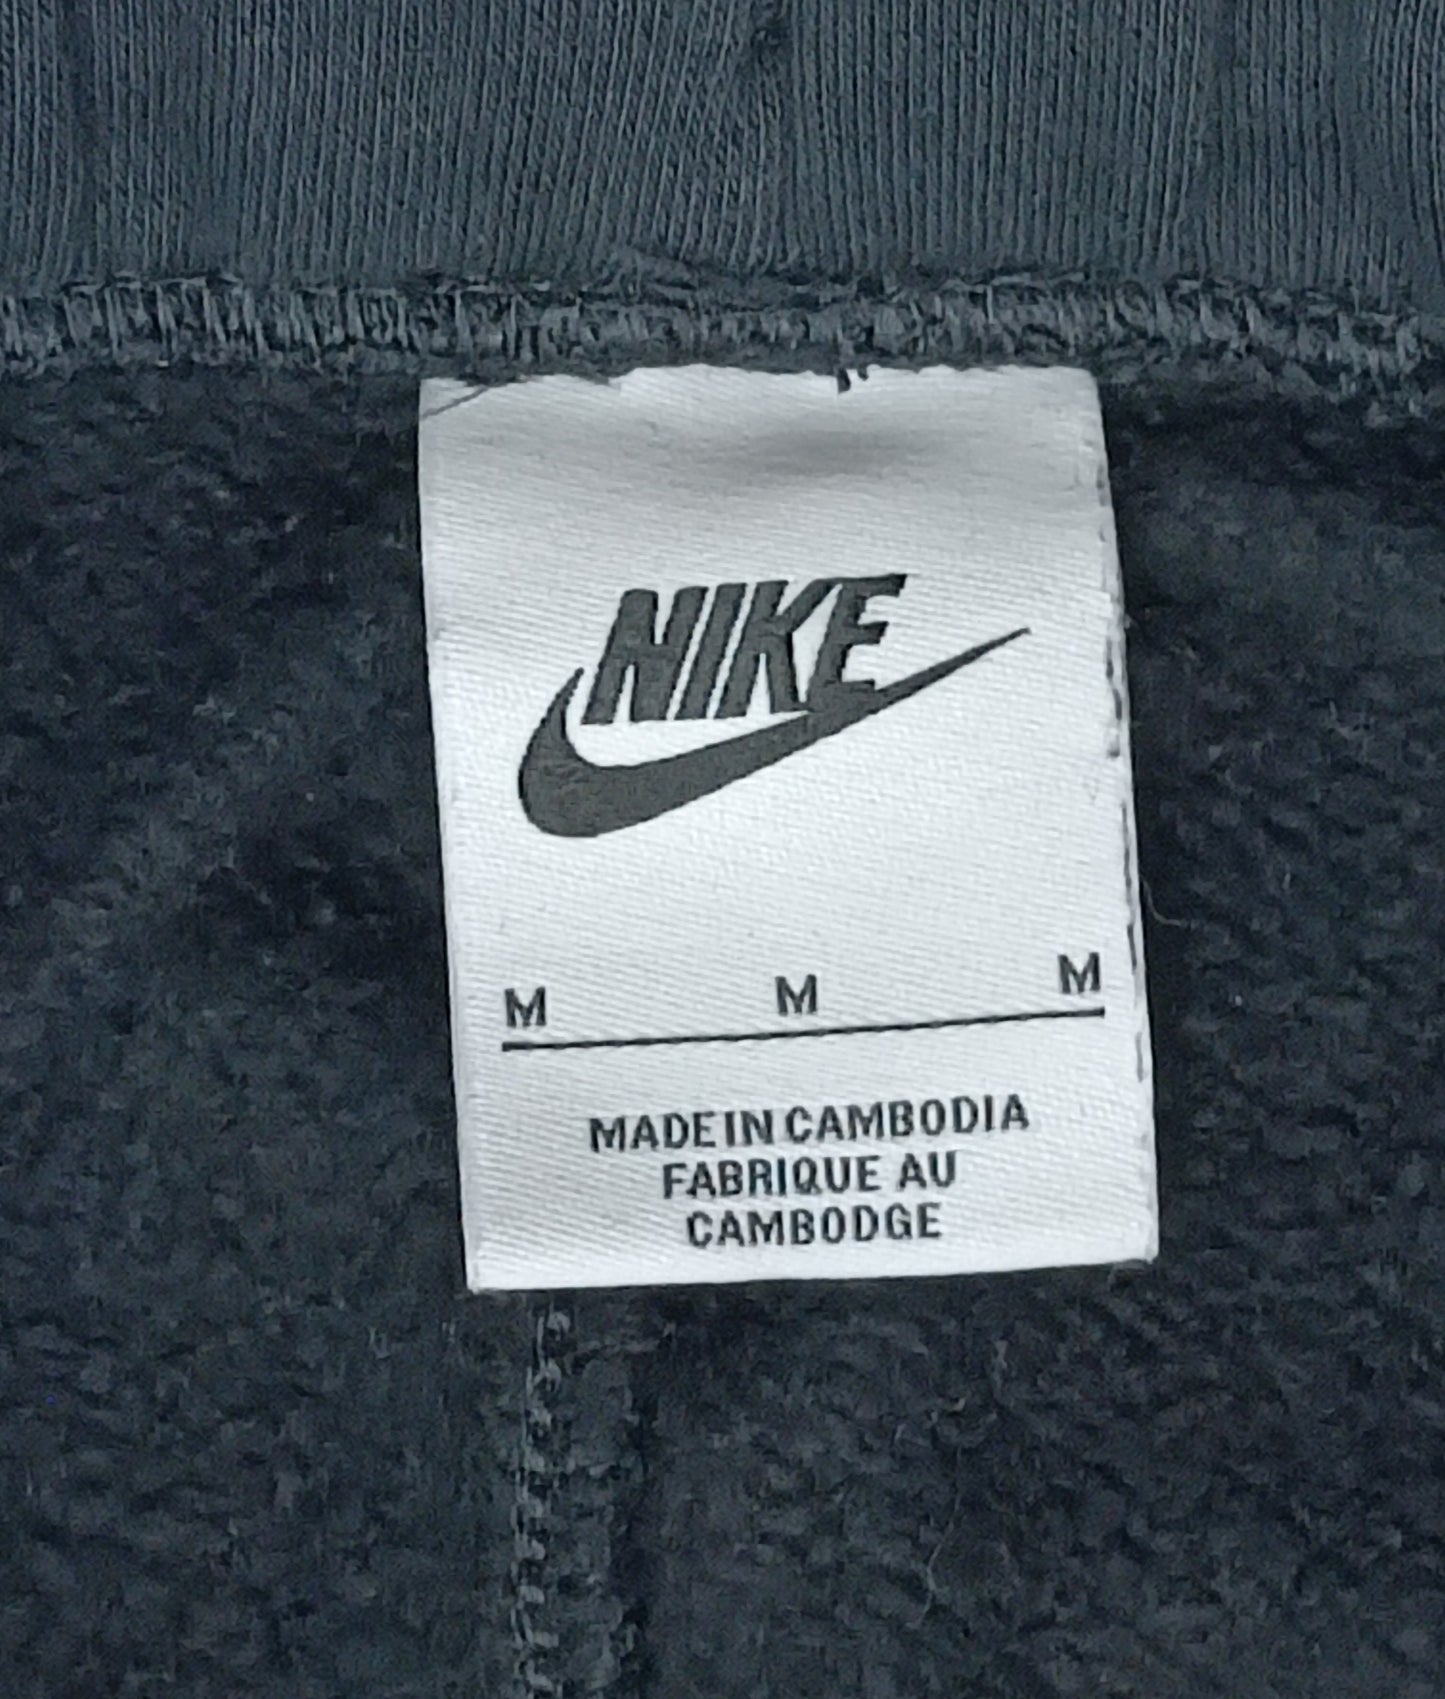 NIKE
M M M
MADE IN CAMBODIA
FABRIQUE AU
CAMBODGE